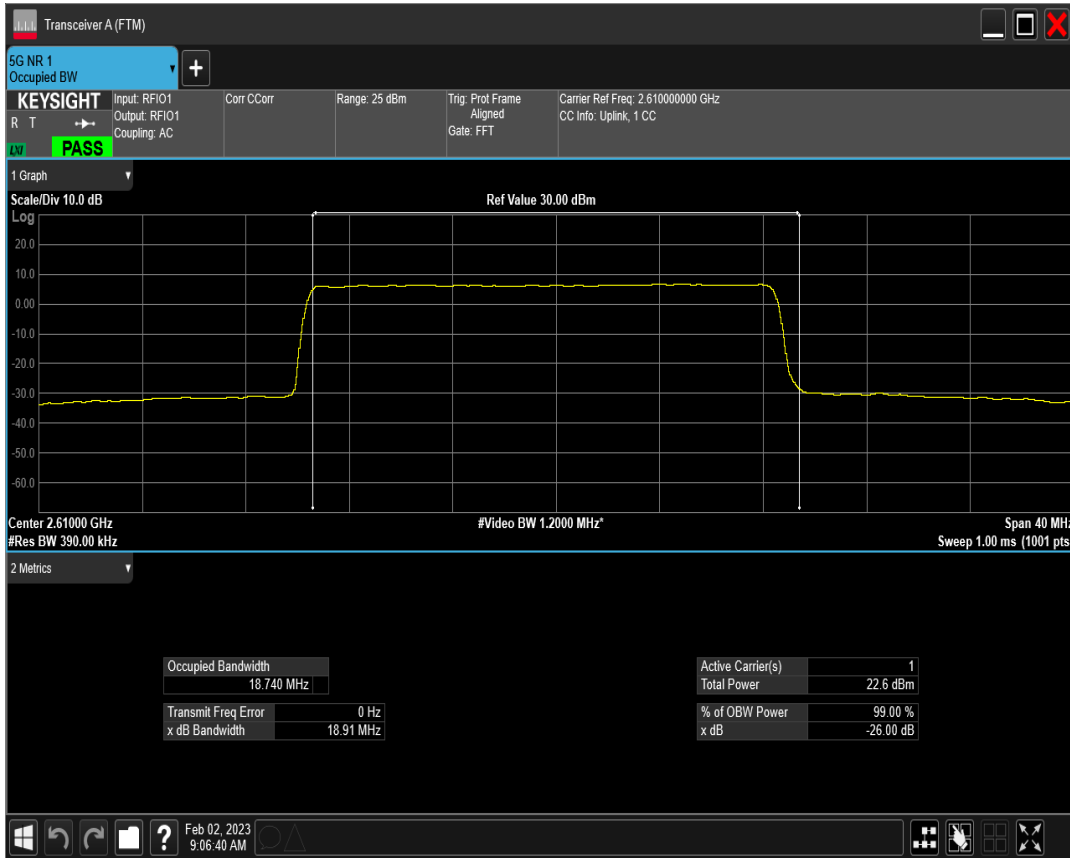 Transceiver A (FTM)
5G NR 1
Occupied BW
+
KEYSIGHT
R T
LXI
PASS
Input: RFIO1
Output: RFIO1
Coupling: AC
Corr CCorr
Range: 25 dBm
Trig: Prot Frame
Aligned
Gate: FFT
Carrier Ref Freq: 2.610000000 GHz
CC Info: Uplink, 1 CC
1 Graph
Scale/Div 10.0 dB
Ref Value 30.00 dBm
Log
20.0
10.0
0.00
-10.0
-20.0
-30.0
-40.0
-50.0
-60.0
Center 2.61000 GHz
#Video BW 1.2000 MHz*
Span 40 MHz
#Res BW 390.00 kHz
Sweep 1.00 ms (1001 pts
2 Metrics
Occupied Bandwidth
18.740 MHz
Transmit Freq Error 0 Hz
x dB Bandwidth 18.91 MHz
Active Carrier(s) 1
Total Power 22.6 dBm
% of OBW Power 99.00 %
x dB -26.00 dB
?
Feb 02, 2023
9:06:40 AM